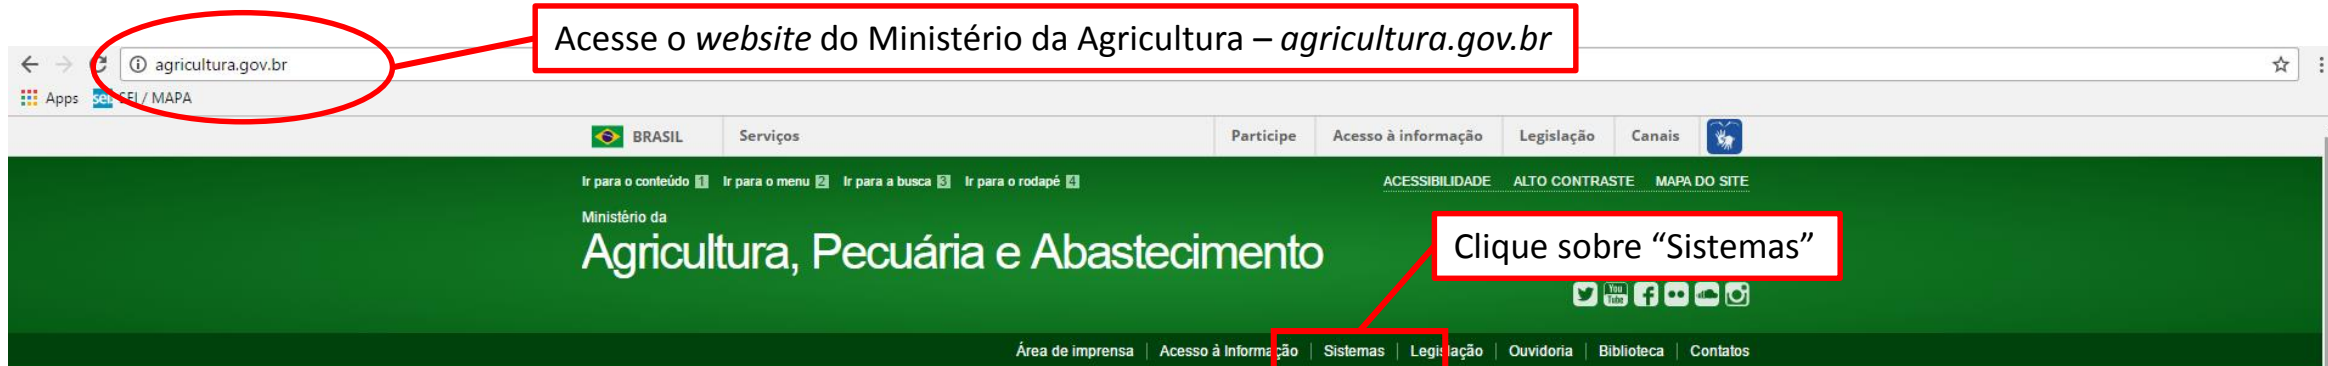 Acesse o website do Ministério da Agricultura – agricultura.gov.br
agricultura.gov.br
Apps SEI / MAPA
BRASIL Serviços Participe Acesso à informação Legislação Canais
Ir para o conteúdo 1 Ir para o menu 2 Ir para a busca 3 Ir para o rodapé 4 ACESSIBILIDADE ALTO CONTRASTE MAPA DO SITE
Ministério da
Agricultura, Pecuária e Abastecimento
Clique sobre “Sistemas”
You Tube
Área de imprensa Acesso à Informação Sistemas Legislação Ouvidoria Biblioteca Contatos